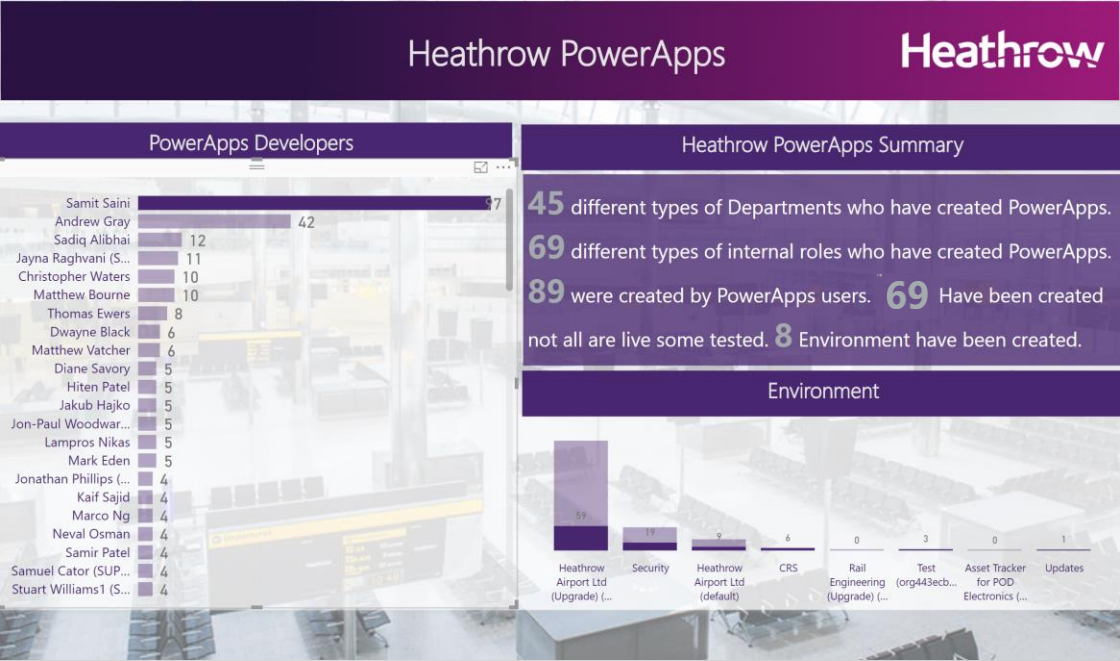 Heathrow PowerApps
Heathrow
PowerApps Developers
Samit Saini 97
Andrew Gray 42
Sadiq Alibhai 12
Jayna Raghvani (S... 11
Christopher Waters 10
Matthew Bourne 10
Thomas Ewers 8
Dwayne Black 6
Matthew Vatcher 6
Diane Savory 5
Hiten Patel 5
Jakub Hajko 5
Jon-Paul Woodwar... 5
Lampros Nikas 5
Mark Eden 5
Jonathan Phillips (... 4
Kaif Sajid 4
Marco Ng 4
Neval Osman 4
Samir Patel 4
Samuel Cator (SUP... 4
Stuart Williams1 (S... 4
Heathrow PowerApps Summary
45 different types of Departments who have created PowerApps.
69 different types of internal roles who have created PowerApps.
89 were created by PowerApps users. 69 Have been created
not all are live some tested. 8 Environment have been created.
Environment
59 19 9 6 0 3 0 1
Heathrow
Airport Ltd
(Upgrade) (...
Security
Heathrow
Airport Ltd
(default)
CRS
Rail
Engineering
(Upgrade) (...
Test
(org443ecb...
Asset Tracker
for POD
Electronics (...
Updates